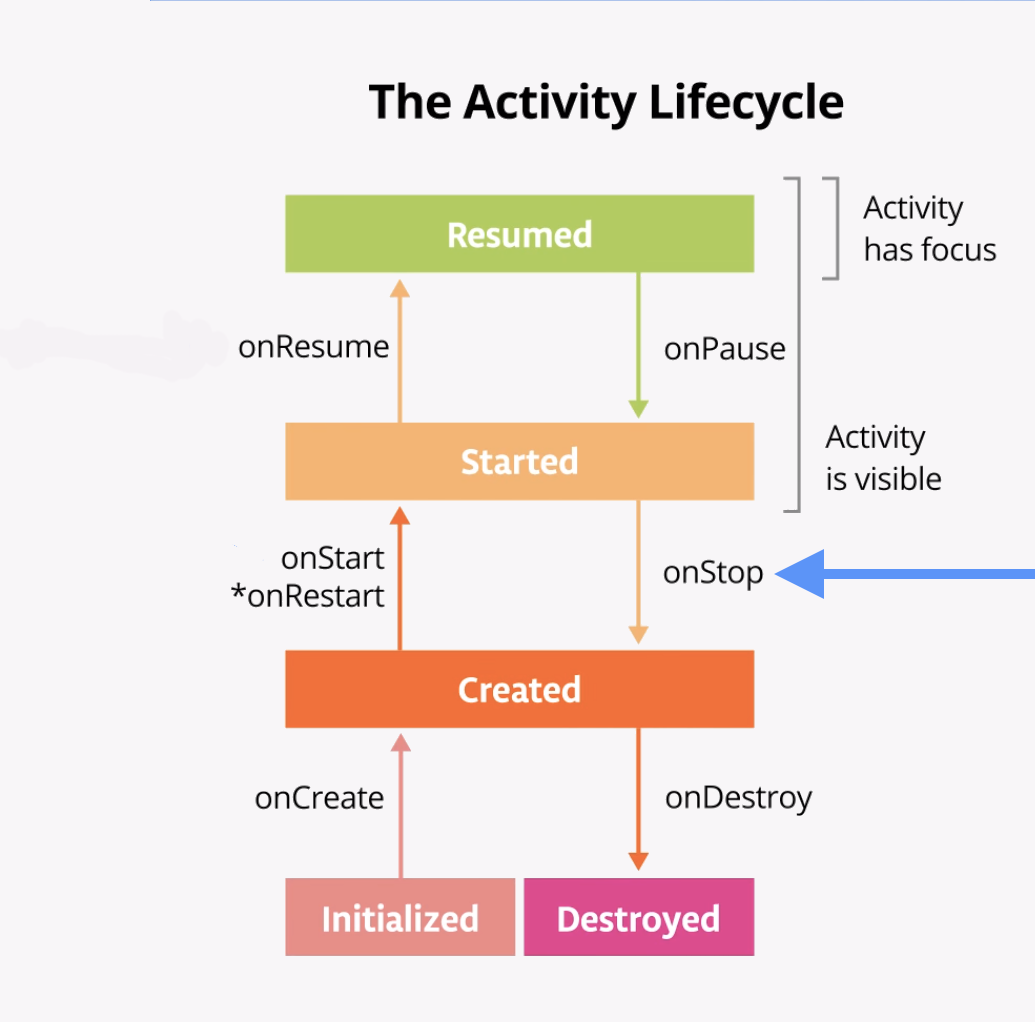 The Activity Lifecycle
Resumed
Activity
has focus
onResume
onPause
Started
Activity
is visible
onStart
*onRestart
onStop
Created
onCreate
onDestroy
Initialized
Destroyed